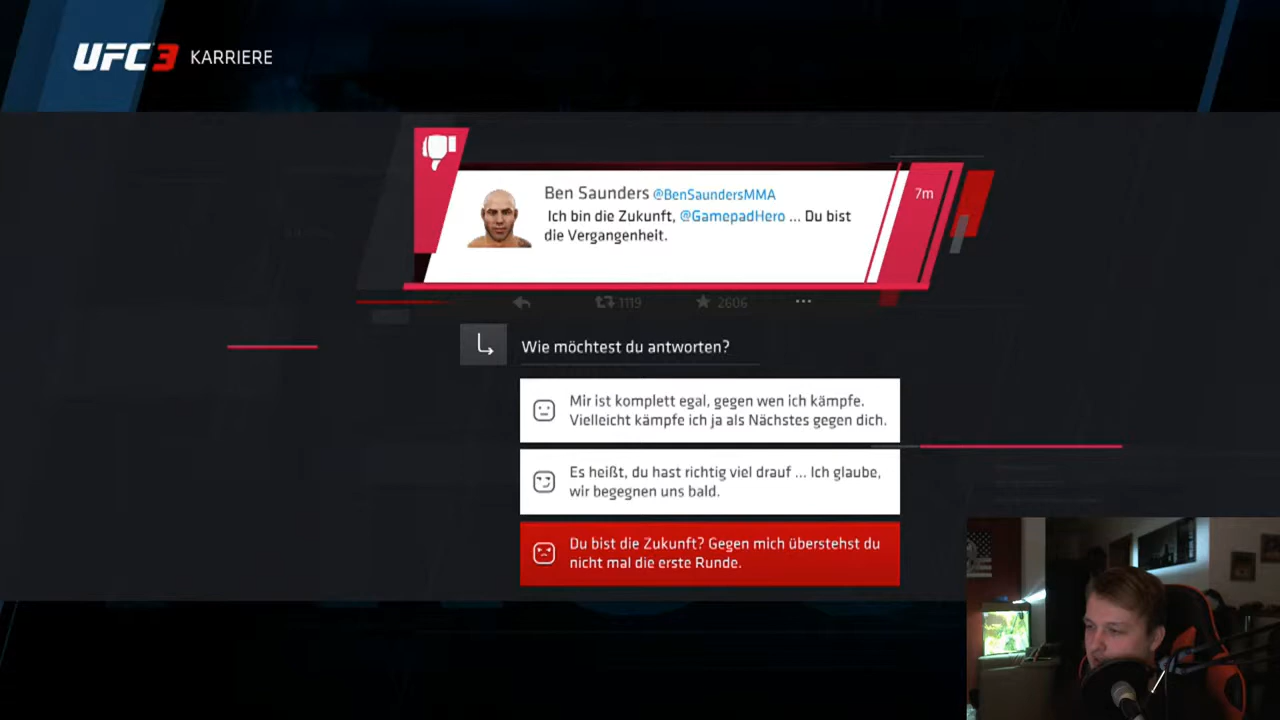 UFC 3 KARRIERE
Ben Saunders @BenSaundersMMA
7m
Ich bin die Zukunft, @GamepadHero ... Du bist
die Vergangenheit.
1119
2606
Wie möchtest du antworten?
Mir ist komplett egal, gegen wen ich kämpfe.
Vielleicht kämpfe ich ja als Nächstes gegen dich.
Es heißt, du hast richtig viel drauf ... Ich glaube,
wir begegnen uns bald.
Du bist die Zukunft? Gegen mich überstehst du
nicht mal die erste Runde.